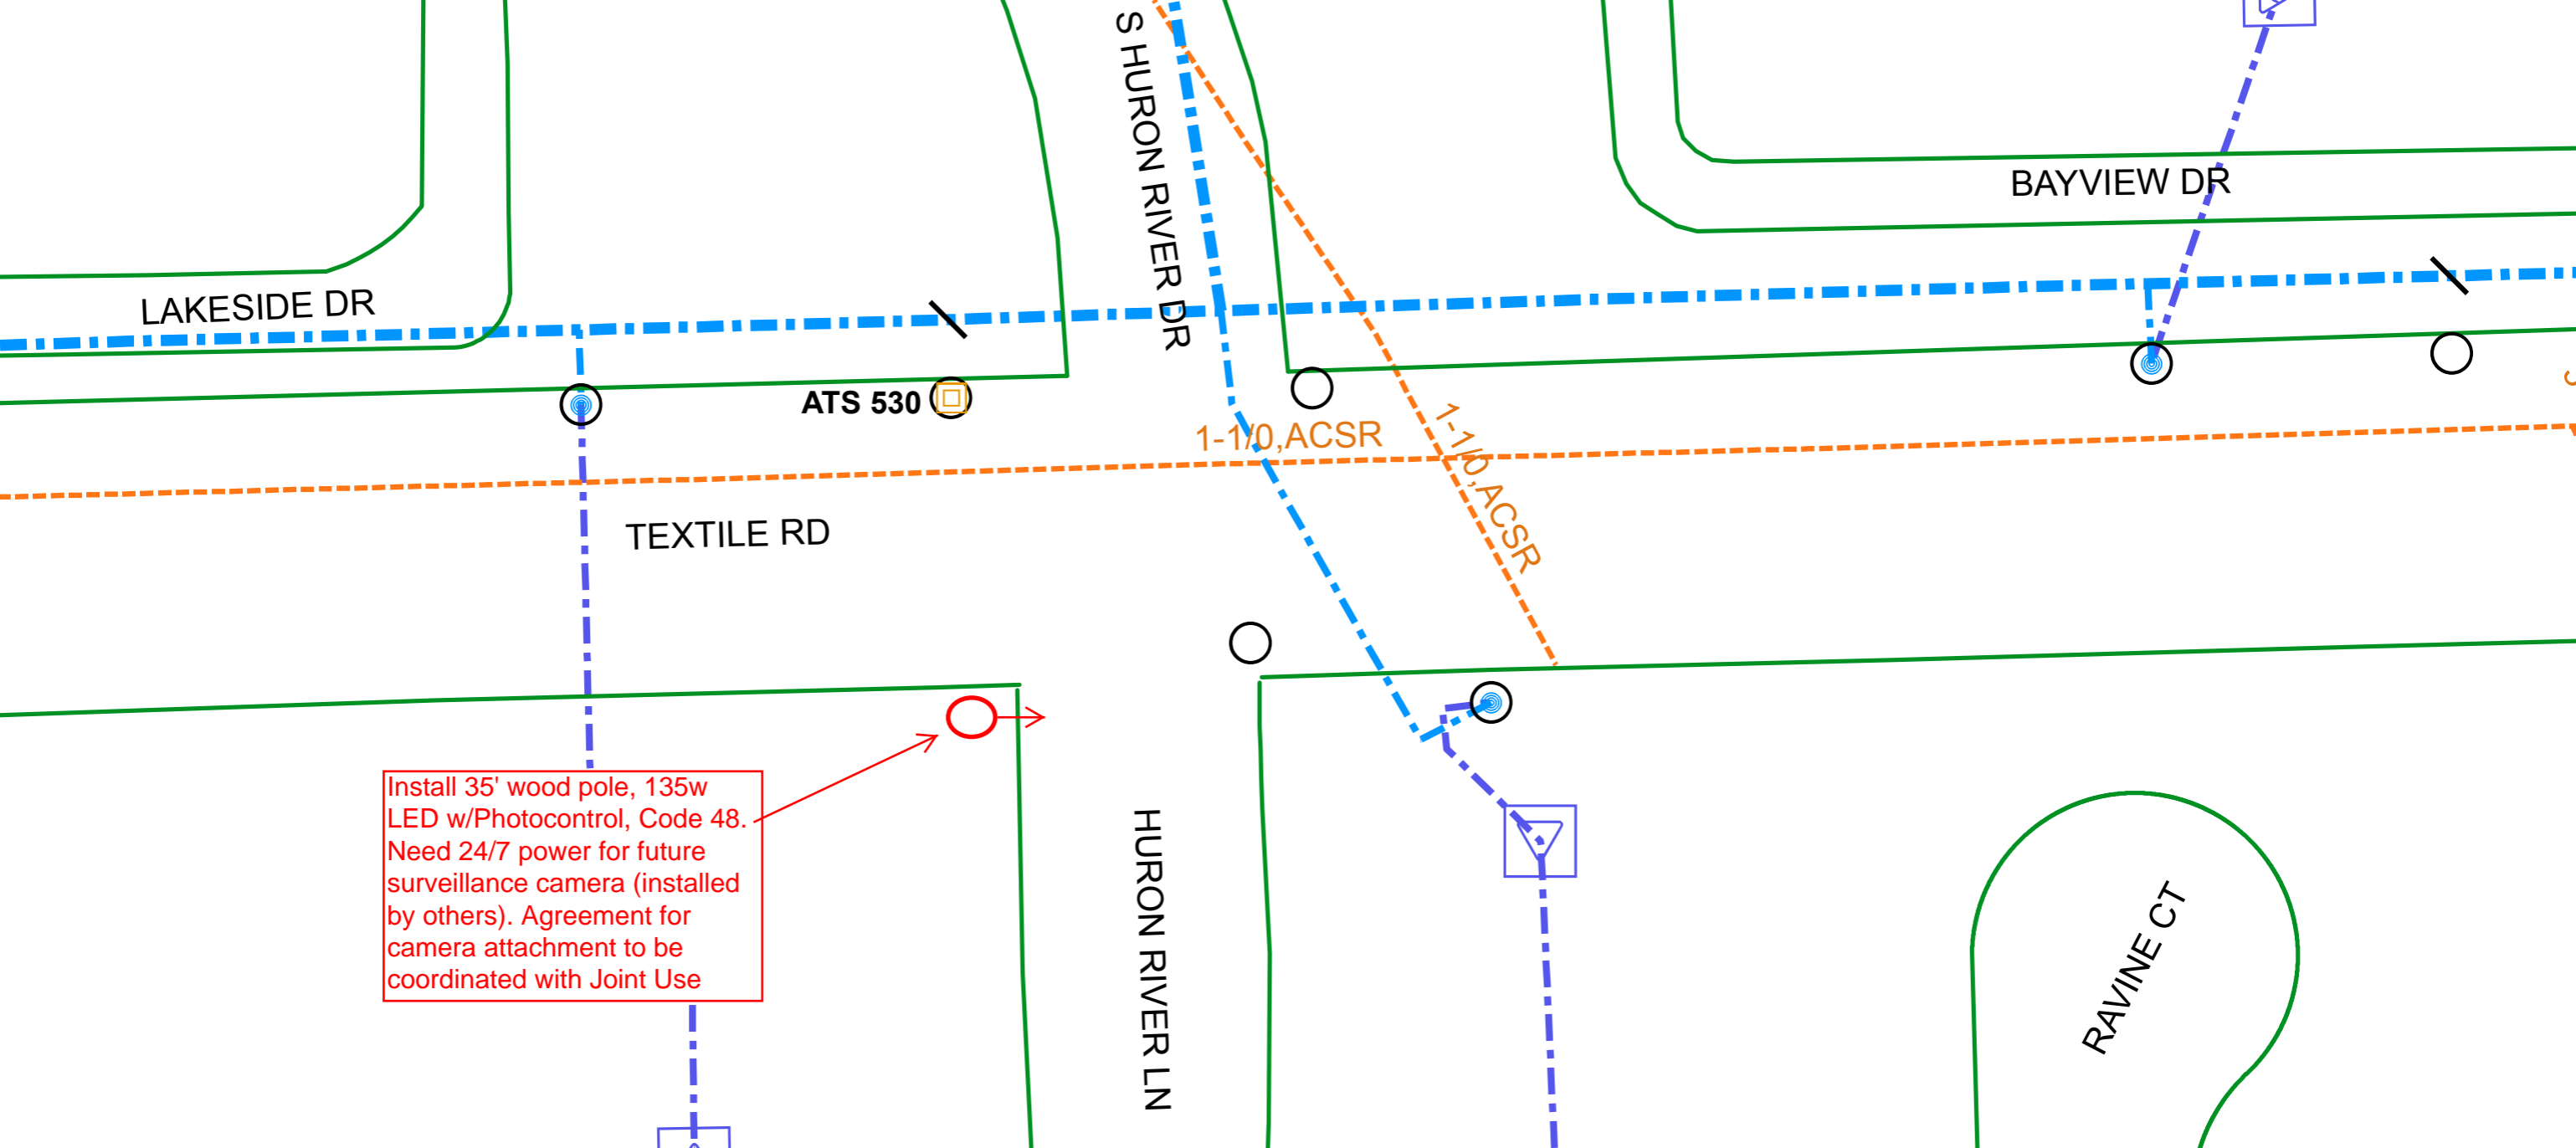 S HURON RIVER DR
BAYVIEW DR
LAKESIDE DR
ATS 530
1-1/0,ACSR
1-1/0,ACSR
TEXTILE RD
Install 35' wood pole, 135w
LED w/Photocontrol, Code 48.
Need 24/7 power for future
surveillance camera (installed
by others). Agreement for
camera attachment to be
coordinated with Joint Use
HURON RIVER LN
RAVINE CT